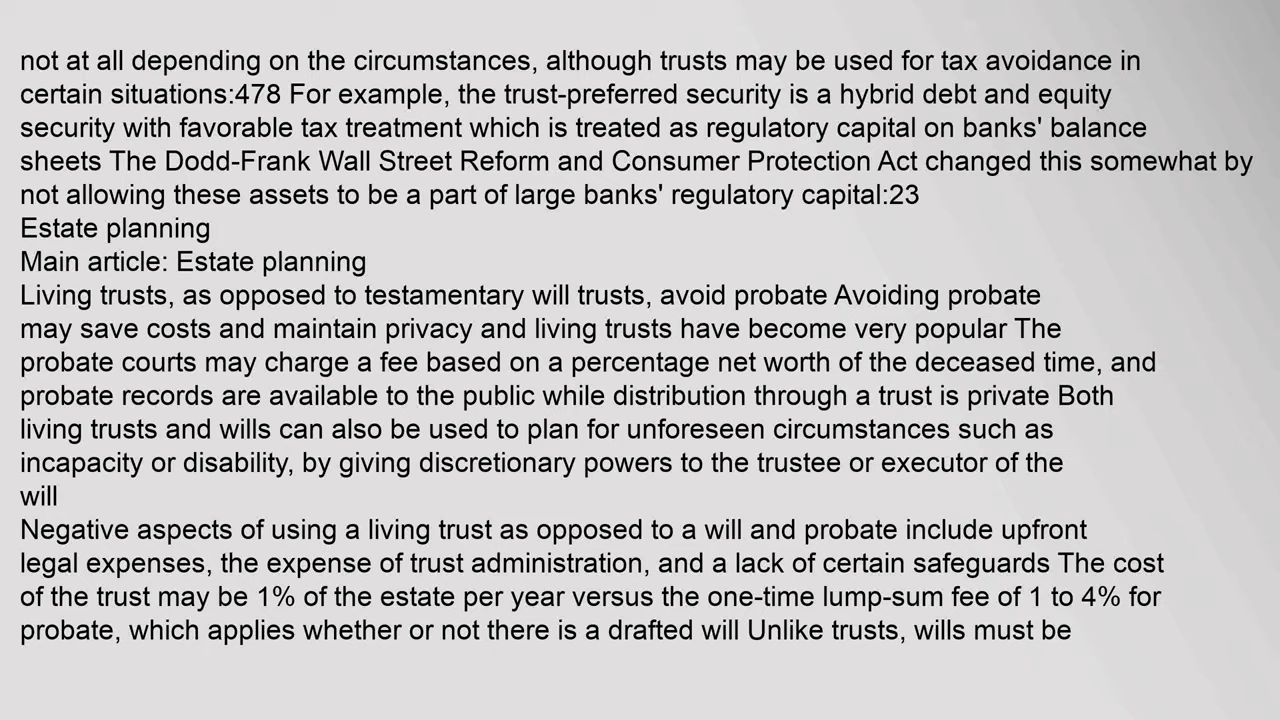 not at all depending on the circumstances, although trusts may be used for tax avoidance in
certain situations:478 For example, the trust-preferred security is a hybrid debt and equity
security with favorable tax treatment which is treated as regulatory capital on banks' balance
sheets The Dodd-Frank Wall Street Reform and Consumer Protection Act changed this somewhat by
not allowing these assets to be a part of large banks' regulatory capital:23
Estate planning
Main article: Estate planning
Living trusts, as opposed to testamentary will trusts, avoid probate Avoiding probate
may save costs and maintain privacy and living trusts have become very popular The
probate courts may charge a fee based on a percentage net worth of the deceased time, and
probate records are available to the public while distribution through a trust is private Both
living trusts and wills can also be used to plan for unforeseen circumstances such as
incapacity or disability, by giving discretionary powers to the trustee or executor of the
will
Negative aspects of using a living trust as opposed to a will and probate include upfront
legal expenses, the expense of trust administration, and a lack of certain safeguards The cost
of the trust may be 1% of the estate per year versus the one-time lump-sum fee of 1 to 4% for
probate, which applies whether or not there is a drafted will Unlike trusts, wills must be